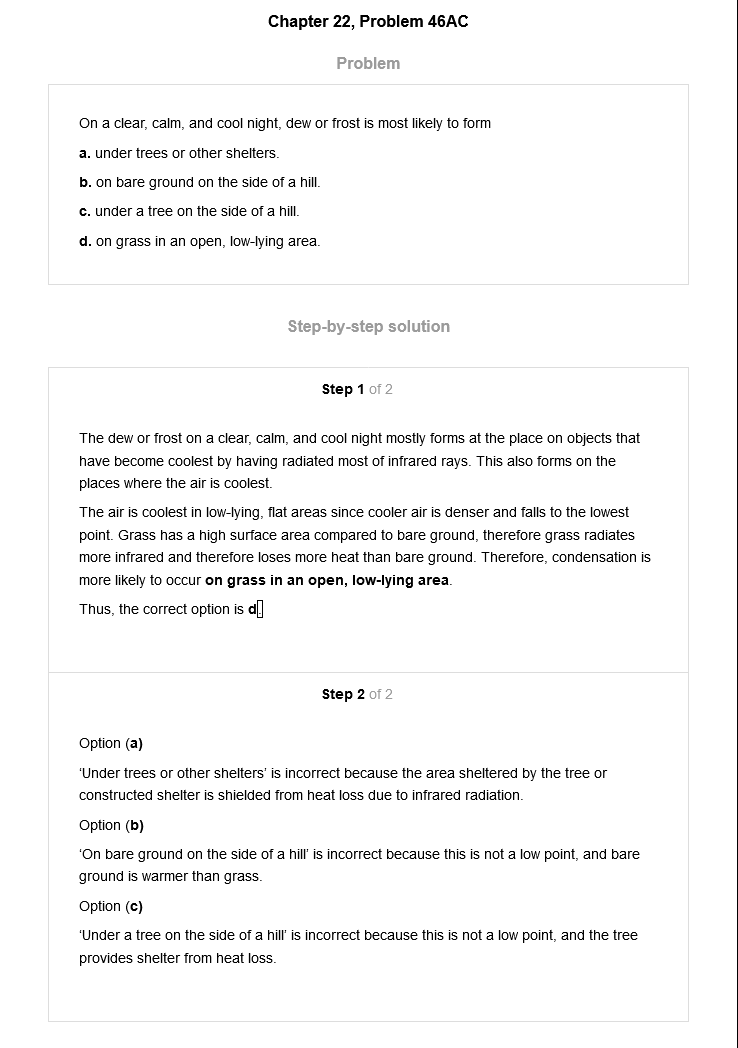 Chapter 22, Problem 46AC
Problem
On a clear, calm, and cool night, dew or frost is most likely to form
a. under trees or other shelters.
b. on bare ground on the side of a hill.
c. under a tree on the side of a hill.
d. on grass in an open, low-lying area.
Step-by-step solution
Step 1 of 2
The dew or frost on a clear, calm, and cool night mostly forms at the place on objects that
have become coolest by having radiated most of infrared rays. This also forms on the
places where the air is coolest.
The air is coolest in low-lying, flat areas since cooler air is denser and falls to the lowest
point. Grass has a high surface area compared to bare ground, therefore grass radiates
more infrared and therefore loses more heat than bare ground. Therefore, condensation is
more likely to occur on grass in an open, low-lying area.
Thus, the correct option is d.
Step 2 of 2
Option (a)
‘Under trees or other shelters’ is incorrect because the area sheltered by the tree or
constructed shelter is shielded from heat loss due to infrared radiation.
Option (b)
‘On bare ground on the side of a hill’ is incorrect because this is not a low point, and bare
ground is warmer than grass.
Option (c)
‘Under a tree on the side of a hill’ is incorrect because this is not a low point, and the tree
provides shelter from heat loss.